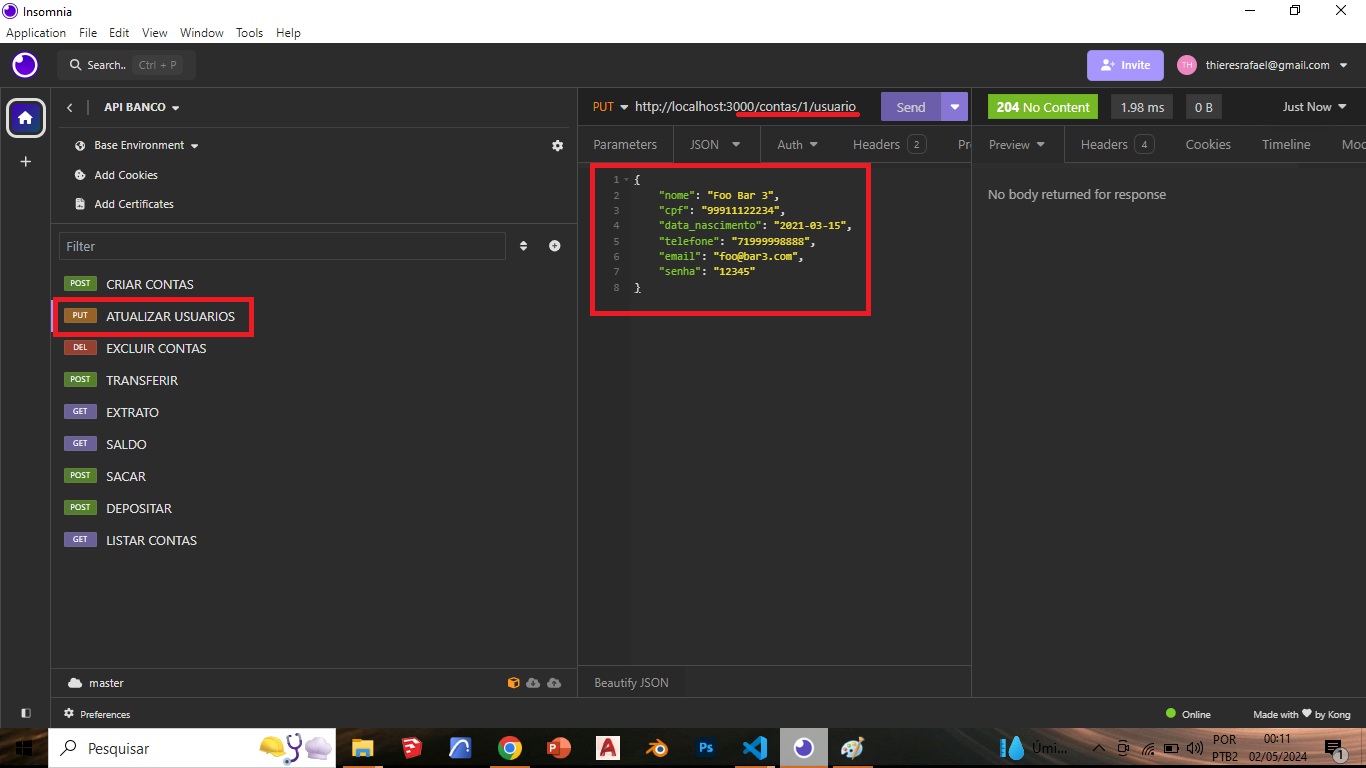 Insomnia
Application File Edit View Window Tools Help
Search.. Ctrl + P
Invite
TH
thieresrafael@gmail.com
API BANCO
PUT http://localhost:3000/contas/1/usuario
Send
204 No Content
1.98 ms
0 B
Just Now
Base Environment
Add Cookies
Add Certificates
Filter
POST CRIAR CONTAS
PUT ATUALIZAR USUARIOS
DEL EXCLUIR CONTAS
POST TRANSFERIR
GET EXTRATO
GET SALDO
POST SACAR
POST DEPOSITAR
GET LISTAR CONTAS
Parameters JSON Auth Headers 2 Pr
1 {
2 "nome": "Foo Bar 3",
3 "cpf": "99911122234",
4 "data_nascimento": "2021-03-15",
5 "telefone": "71999998888",
6 "email": "foo@bar3.com",
7 "senha": "12345"
8 }
Preview Headers 4 Cookies Timeline Moc
No body returned for response
master
Beautify JSON
Preferences
Online
Made with by Kong
Pesquisar
Úmi...
POR
PTB2
00:11
02/05/2024
1